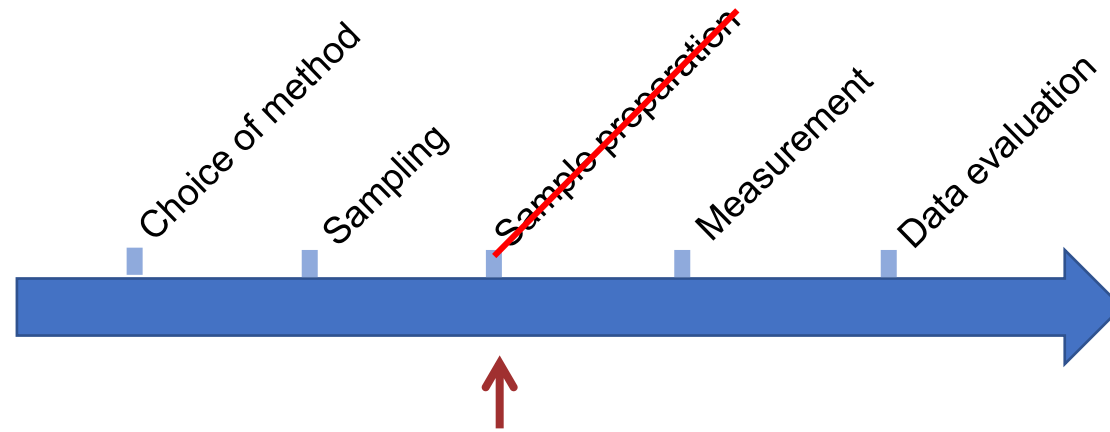 Choice of method
Sampling
Sample preparation
Measurement
Data evaluation